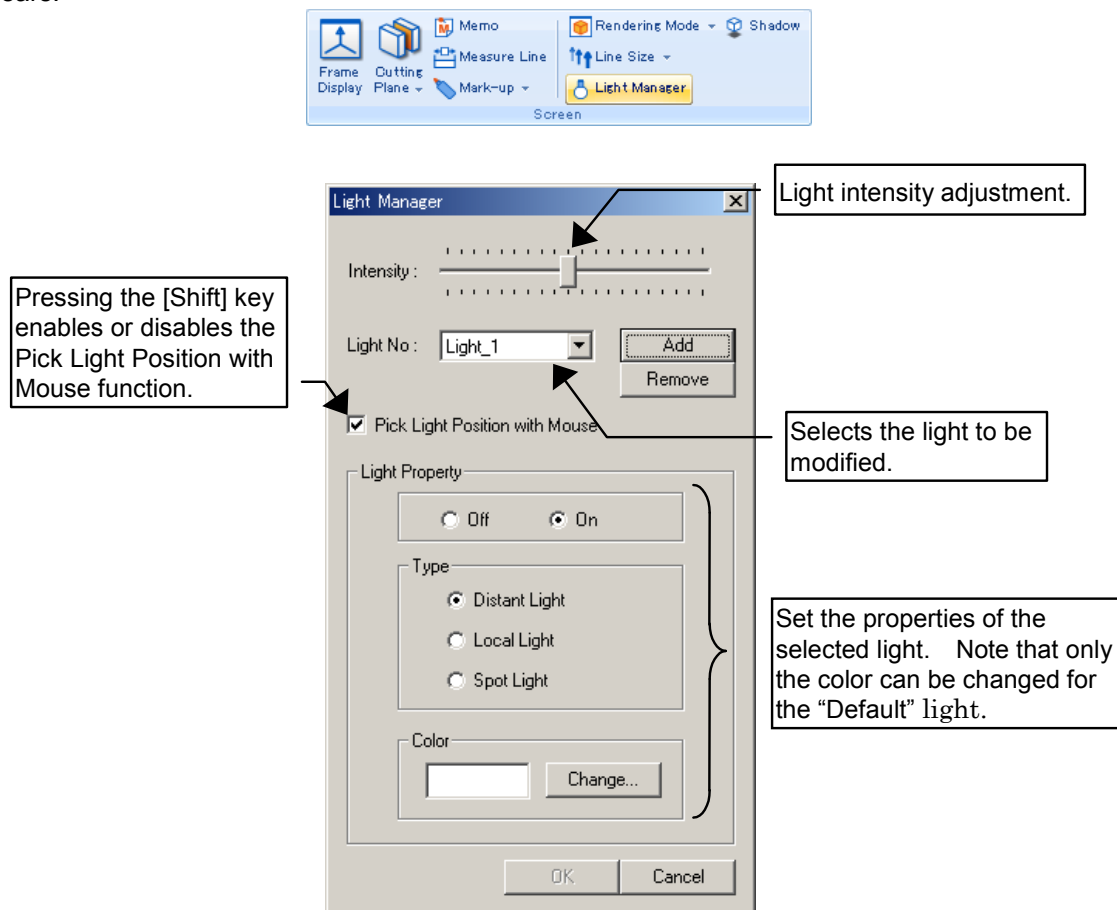 Memo
Rendering Mode
Shadow
Measure Line
Line Size
Frame Display
Cutting Plane
Mark-up
Light Manager
Screen
Light Manager
Light intensity adjustment.
Intensity :
Pressing the [Shift] key
enables or disables the
Pick Light Position with
Mouse function.
Light No :
Light_1
Add
Remove
Pick Light Position with Mouse
Selects the light to be
modified.
Light Property
Off
On
Type
Distant Light
Local Light
Spot Light
Set the properties of the
selected light. Note that only
the color can be changed for
the “Default” light.
Color
Change...
OK
Cancel